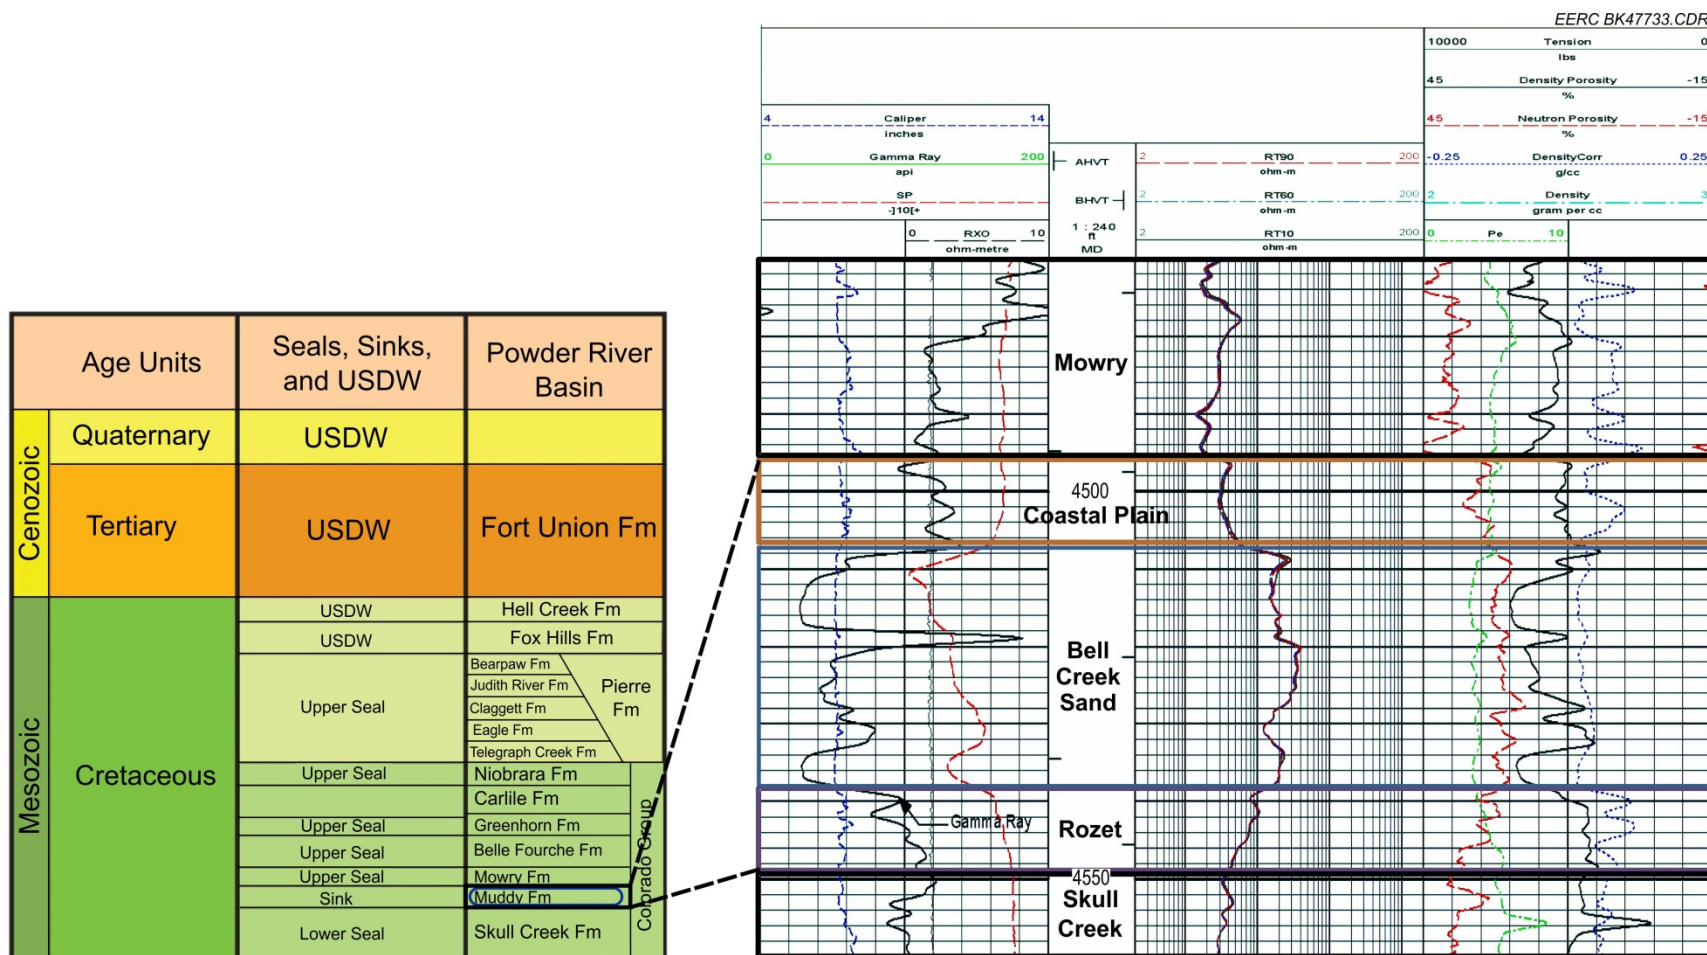 EERC BK47733.CDR
10000 Tension 0
lbs
45 Density Porosity -15
%
4 Caliper 14
inches
45 Neutron Porosity -15
%
0 Gamma Ray 200
api
AHVT
2 RT90 200
ohm-m
-0.25 DensityCorr 0.25
g/cc
SP
-]10[+
BHVT
2 RT60 200
ohm-m
2 Density 3
gram per cc
0 RXO 10
ohm-metre
1 : 240
ft
MD
2 RT10 200
ohm-m
0 Pe 10
Mowry
4500
Coastal Plain
Bell
Creek
Sand
Gamma Ray
Rozet
4550
Skull
Creek
Age Units
Seals, Sinks,
and USDW
Powder River
Basin
Cenozoic
Quaternary
USDW
Tertiary
USDW
Fort Union Fm
Mesozoic
Cretaceous
USDW
Hell Creek Fm
USDW
Fox Hills Fm
Upper Seal
Bearpaw Fm
Judith River Fm
Claggett Fm
Eagle Fm
Telegraph Creek Fm
Pierre
Fm
Upper Seal
Niobrara Fm
Carlile Fm
Upper Seal
Greenhorn Fm
Upper Seal
Belle Fourche Fm
Upper Seal
Mowry Fm
Sink
Muddy Fm
Lower Seal
Skull Creek Fm
Colorado Group